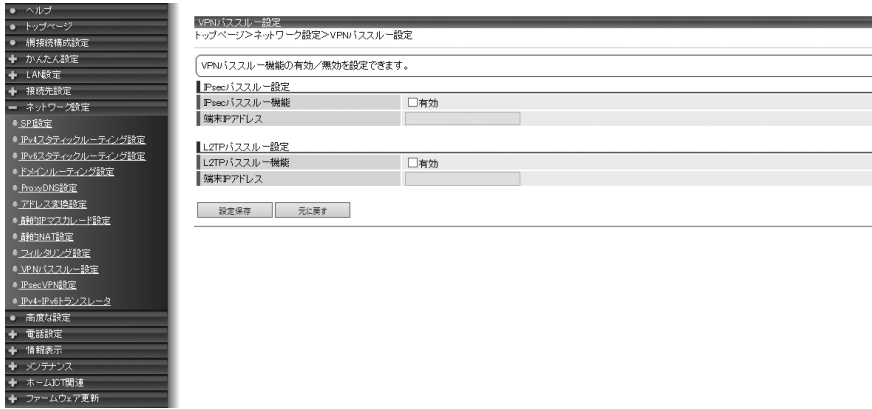 ヘルプ
トップページ
網接続構成設定
かんたん設定
LAN設定
接続先設定
ネットワーク設定
SPI設定
IPv4スタティックルーティング設定
IPv6スタティックルーティング設定
ドメインルーティング設定
ProxyDNS設定
アドレス変換設定
静的IPマスカレード設定
静的NAT設定
フィルタリング設定
VPNパススルー設定
IPsecVPN設定
IPv4-IPv6トランスレータ
高度な設定
電話設定
情報表示
メンテナンス
ホームICT関連
ファームウェア更新
VPNパススルー設定
トップページ>ネットワーク設定>VPNパススルー設定
VPNパススルー機能の有効/無効を設定できます。
IPsecパススルー設定
IPsecパススルー機能 有効
端末IPアドレス
L2TPパススルー設定
L2TPパススルー機能 有効
端末IPアドレス
設定保存 元に戻す